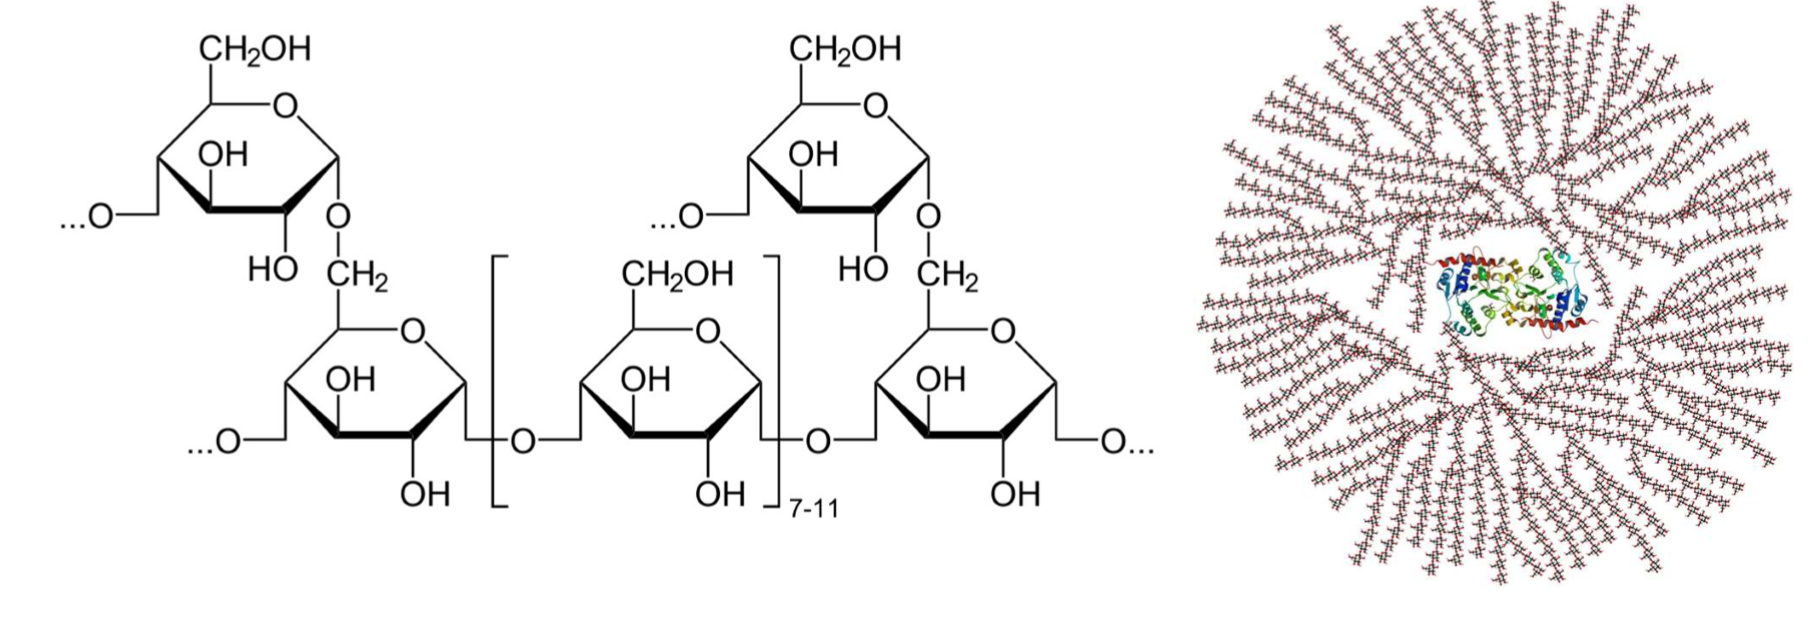 CH₂OH CH₂OH
O O
OH OH
...O O ...O O
HO CH₂ CH₂OH HO CH₂
O O O
OH OH OH
...O O O O...
OH OH 7-11 OH